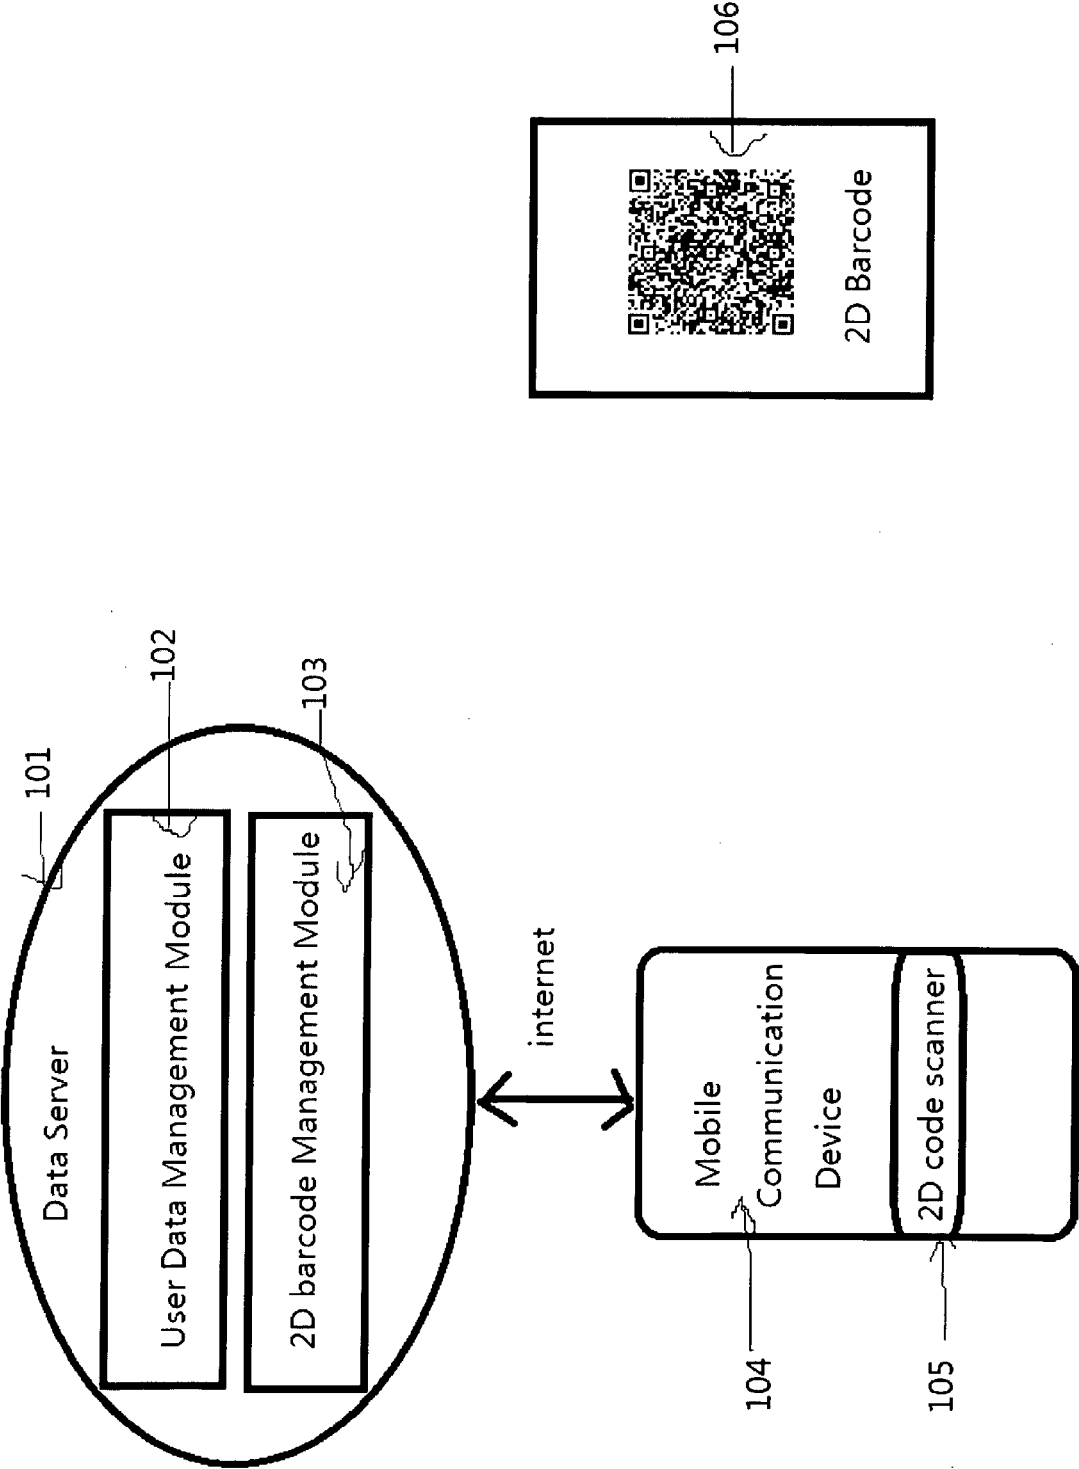 101
Data Server
102
User Data Management Module
103
2D barcode Management Module
internet
104
Mobile
Communication
Device
105
2D code scanner
106
2D Barcode